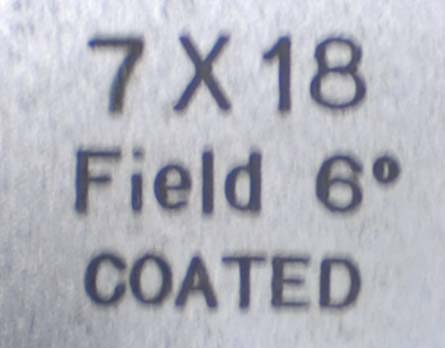 7 X 18
Field 6°
COATED